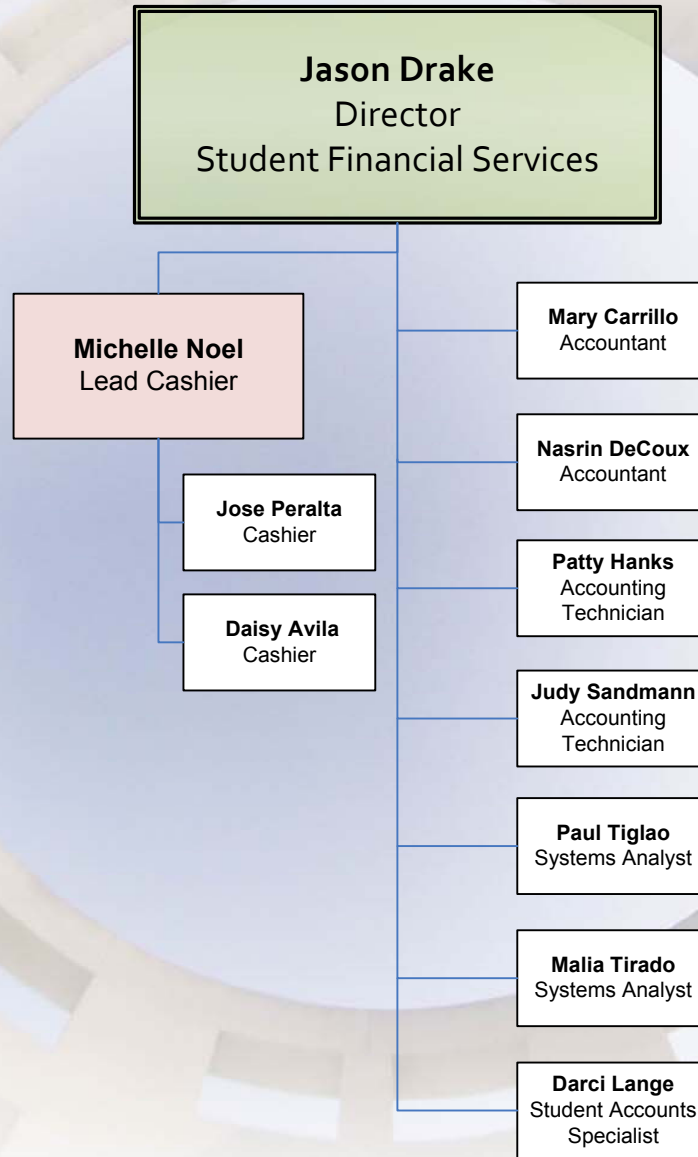 Jason Drake
Director
Student Financial Services
Michelle Noel
Lead Cashier
Jose Peralta
Cashier
Daisy Avila
Cashier
Mary Carrillo
Accountant
Nasrin DeCoux
Accountant
Patty Hanks
Accounting
Technician
Judy Sandmann
Accounting
Technician
Paul Tiglao
Systems Analyst
Malia Tirado
Systems Analyst
Darci Lange
Student Accounts
Specialist